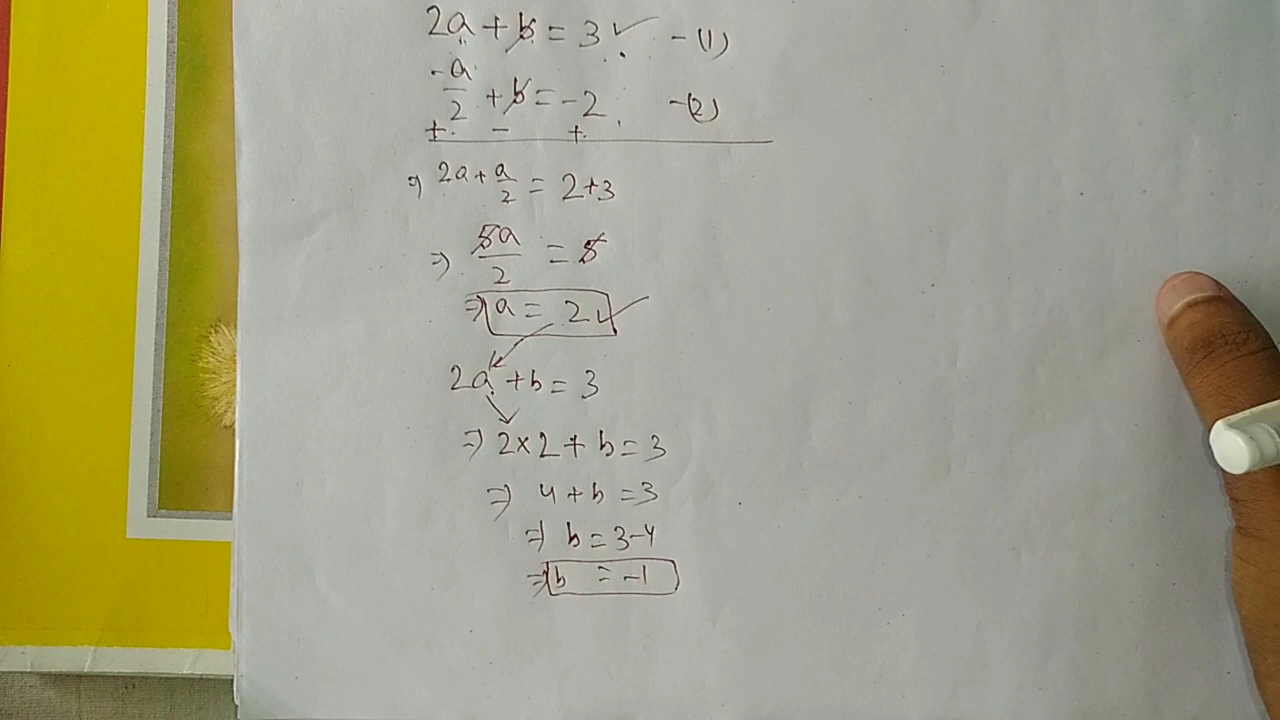 2a + b = 3 ✓ - (1)
-a/2 + b = -2 - (2)
+ - +
⇒ 2a + a/2 = 2+3
⇒ 5a/2 = 5
⇒ a = 2 ✓
2a + b = 3
⇒ 2×2 + b = 3
⇒ 4 + b = 3
⇒ b = 3-4
⇒ b = -1